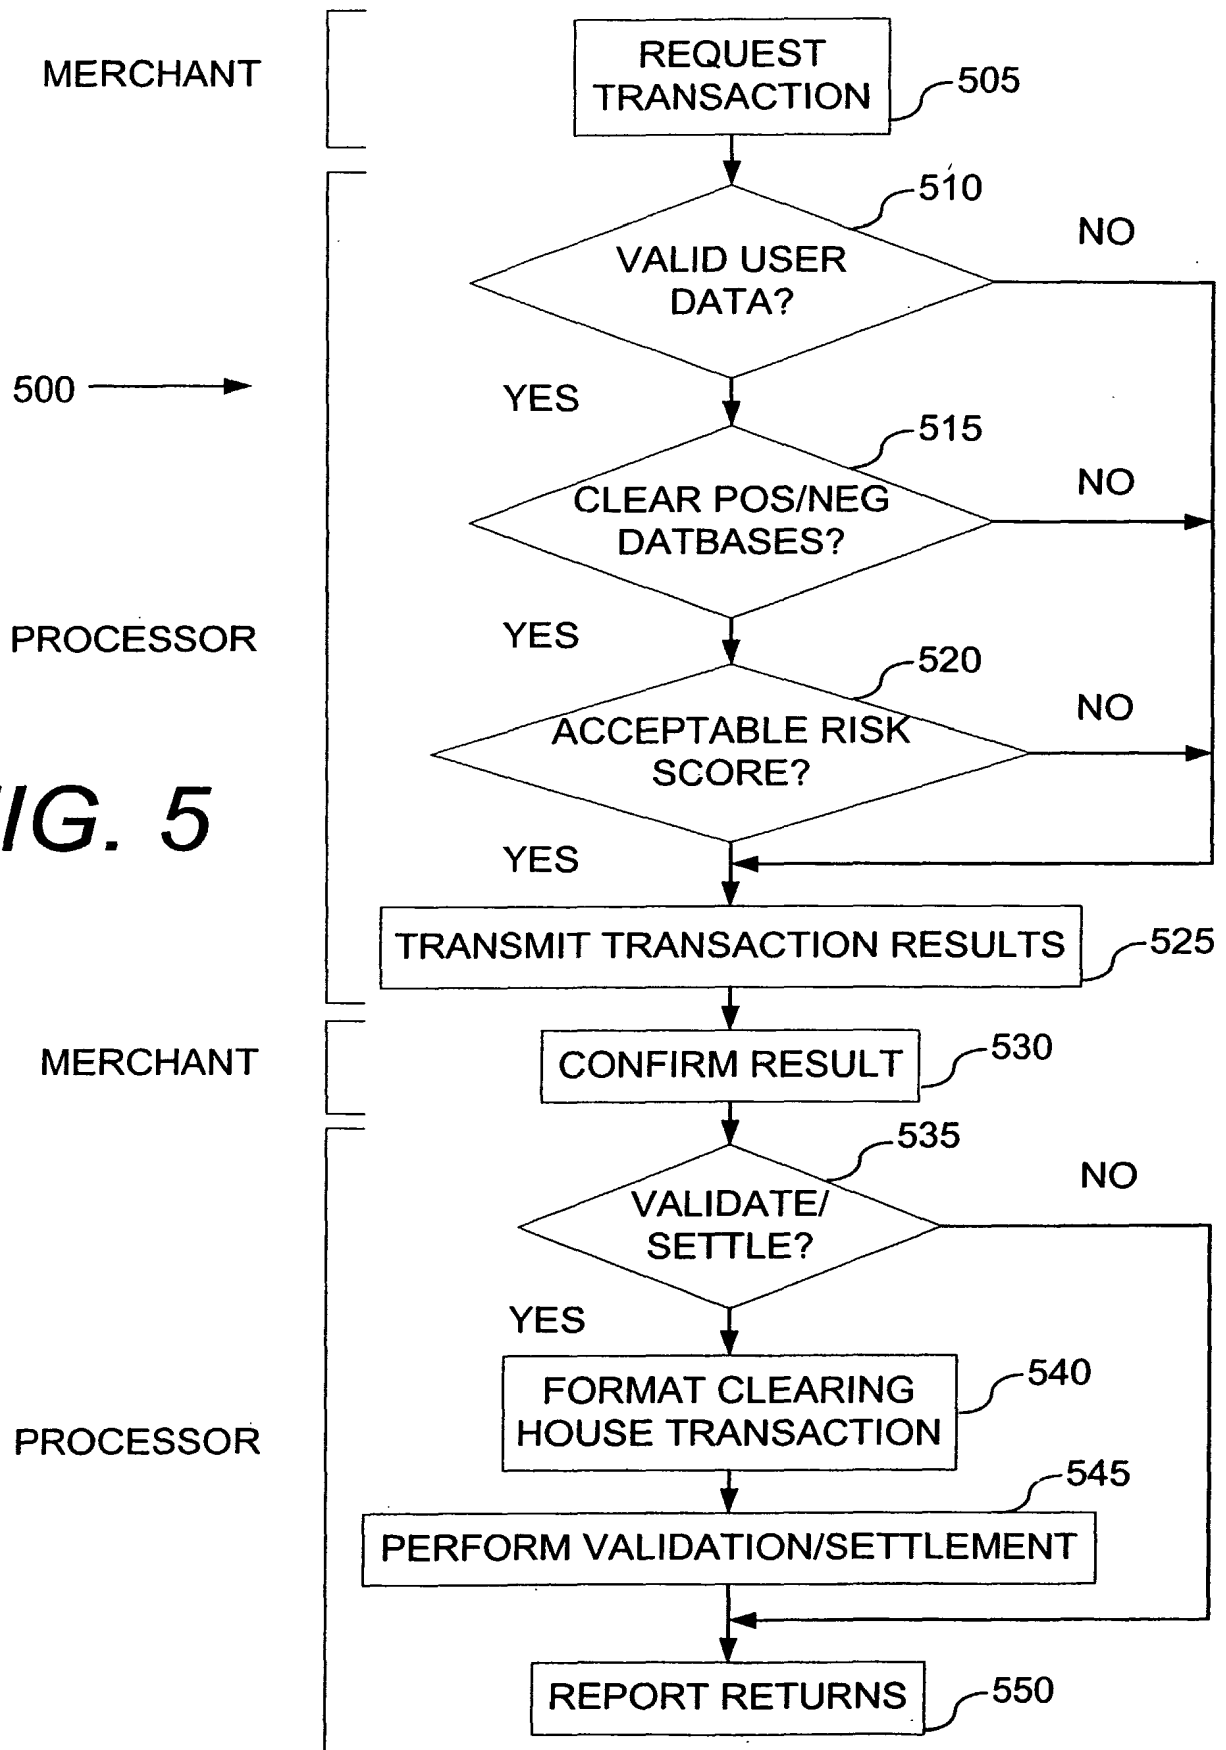 MERCHANT
REQUEST
TRANSACTION
505
510
VALID USER
DATA?
NO
500
YES
515
CLEAR POS/NEG
DATBASES?
NO
PROCESSOR
YES
520
ACCEPTABLE RISK
SCORE?
NO
IG. 5
YES
TRANSMIT TRANSACTION RESULTS
525
MERCHANT
CONFIRM RESULT
530
535
VALIDATE/
SETTLE?
NO
YES
FORMAT CLEARING
HOUSE TRANSACTION
540
PROCESSOR
545
PERFORM VALIDATION/SETTLEMENT
REPORT RETURNS
550